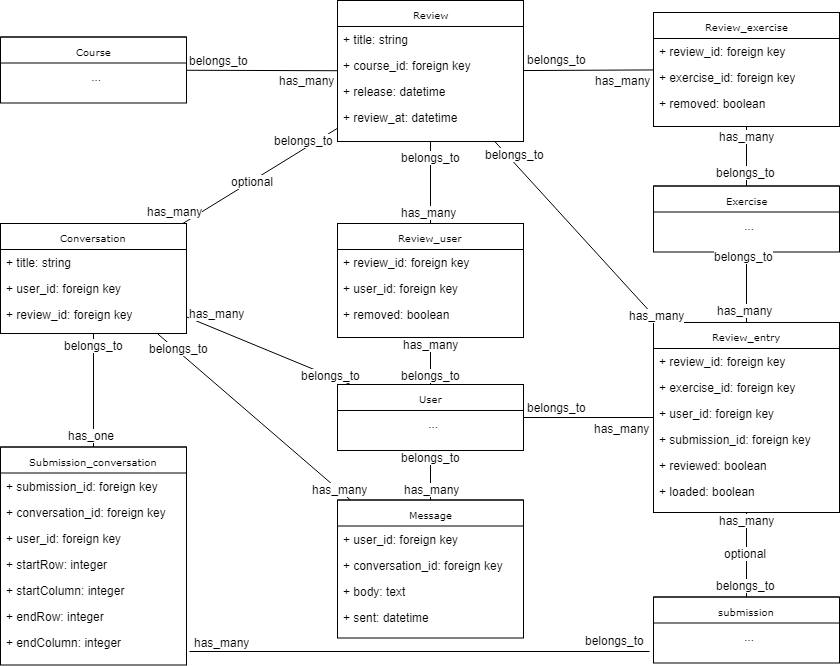 Review
+ title: string
+ course_id: foreign key
+ release: datetime
+ review_at: datetime
Review_exercise
+ review_id: foreign key
+ exercise_id: foreign key
+ removed: boolean
Course
...
belongs_to
has_many
belongs_to
has_many
belongs_to
optional
has_many
belongs_to
has_many
belongs_to
has_many
has_many
belongs_to
Exercise
...
belongs_to
has_many
Conversation
+ title: string
+ user_id: foreign key
+ review_id: foreign key
Review_user
+ review_id: foreign key
+ user_id: foreign key
+ removed: boolean
has_many
belongs_to
has_many
belongs_to
User
...
belongs_to
has_many
Review_entry
+ review_id: foreign key
+ exercise_id: foreign key
+ user_id: foreign key
+ submission_id: foreign key
+ reviewed: boolean
+ loaded: boolean
belongs_to
has_one
belongs_to
has_many
belongs_to
has_many
Submission_conversation
+ submission_id: foreign key
+ conversation_id: foreign key
+ user_id: foreign key
+ startRow: integer
+ startColumn: integer
+ endRow: integer
+ endColumn: integer
Message
+ user_id: foreign key
+ conversation_id: foreign key
+ body: text
+ sent: datetime
has_many
optional
belongs_to
submission
...
has_many
belongs_to